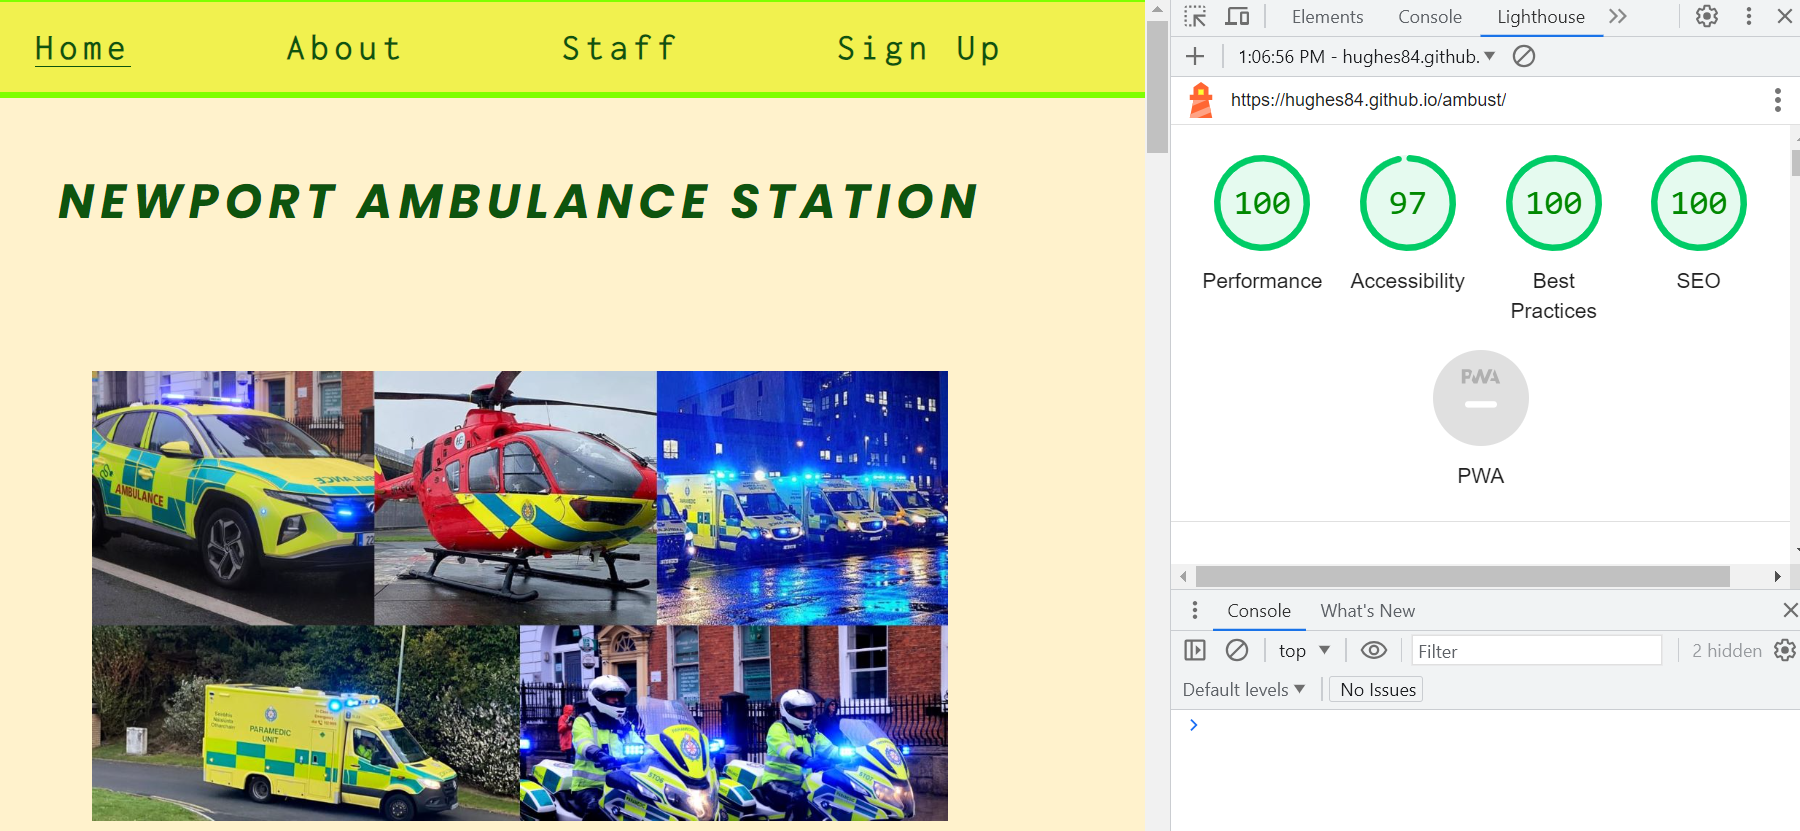 Home About Staff Sign Up
NEWPORT AMBULANCE STATION
AMBULANCE
PARAMEDIC
UNIT
Elements Console Lighthouse
1:06:56 PM - hughes84.github.
https://hughes84.github.io/ambust/
100 97 100 100
Performance Accessibility Best
Practices SEO
PWA
PWA
Console What's New
top Filter 2 hidden
Default levels No Issues